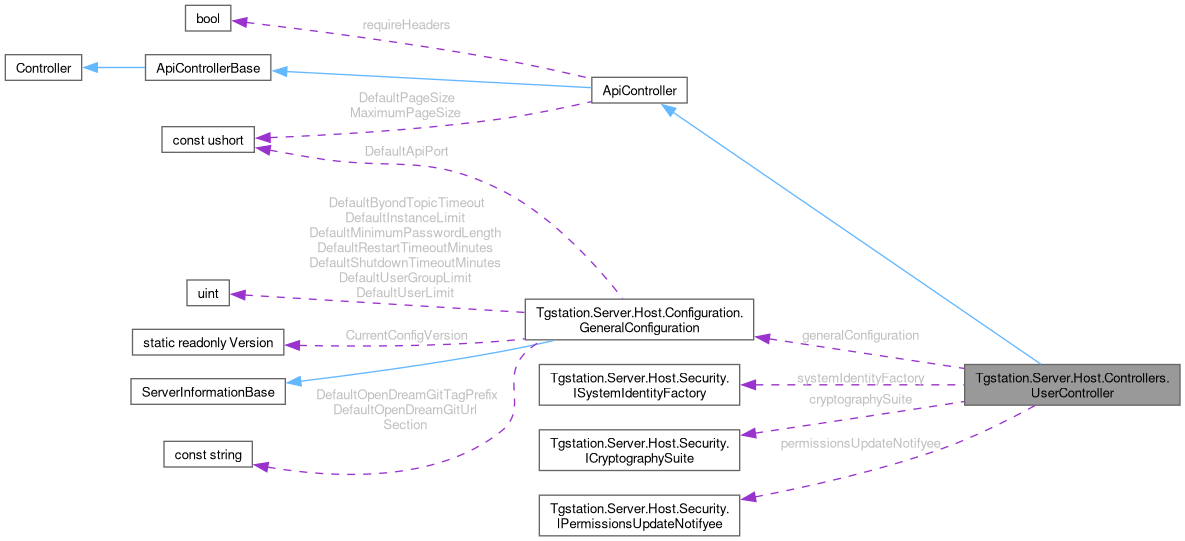 bool
requireHeaders
Controller
ApiControllerBase
ApiController
DefaultPageSize
MaximumPageSize
const ushort
DefaultApiPort
DefaultByondTopicTimeout
DefaultInstanceLimit
DefaultMinimumPasswordLength
DefaultRestartTimeoutMinutes
DefaultShutdownTimeoutMinutes
DefaultUserGroupLimit
DefaultUserLimit
uint
Tgstation.Server.Host.Configuration.
GeneralConfiguration
static readonly Version
CurrentConfigVersion
generalConfiguration
ServerInformationBase
Tgstation.Server.Host.Security.
ISystemIdentityFactory
systemIdentityFactory
Tgstation.Server.Host.Controllers.
UserController
DefaultOpenDreamGitTagPrefix
DefaultOpenDreamGitUrl
Section
cryptographySuite
const string
Tgstation.Server.Host.Security.
ICryptographySuite
permissionsUpdateNotifyee
Tgstation.Server.Host.Security.
IPermissionsUpdateNotifyee